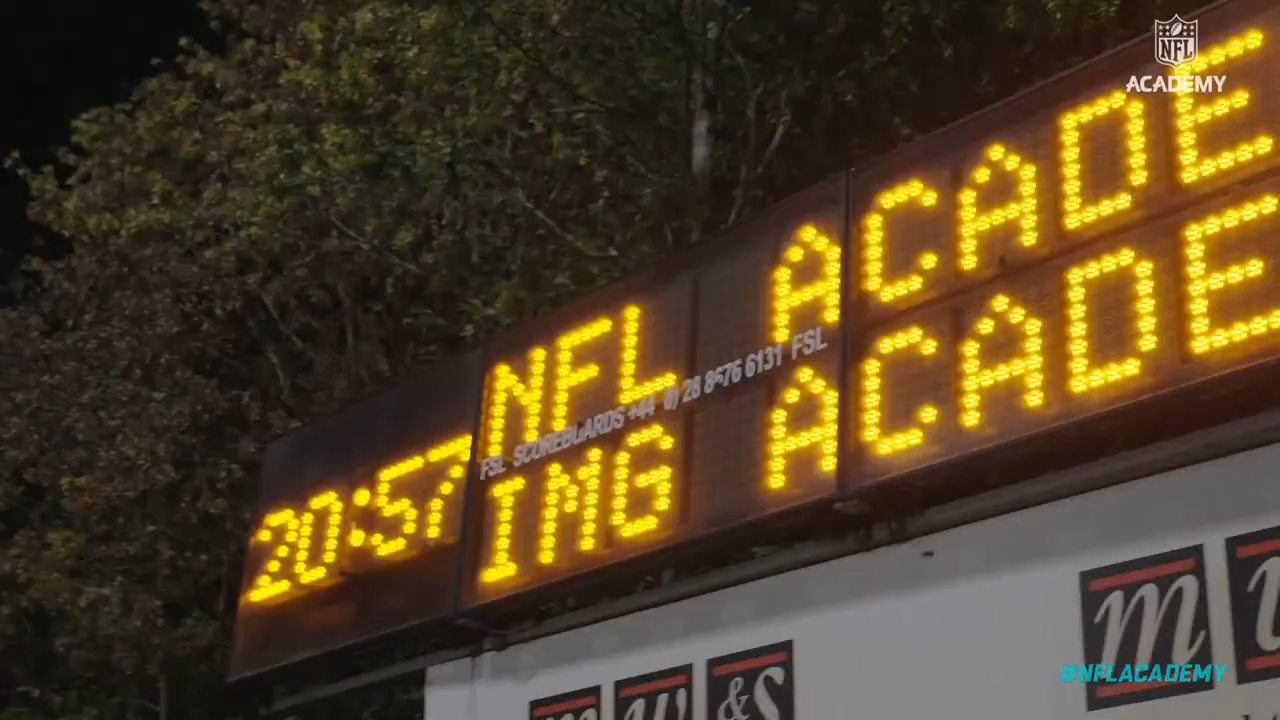 NFL
ACADEMY
NFL ACADE
FSL SCOREBOARDS +44 0) 28 8676 6131 FSL
IMG ACADE
20:57
m
m w & s
#NFLACADEMY